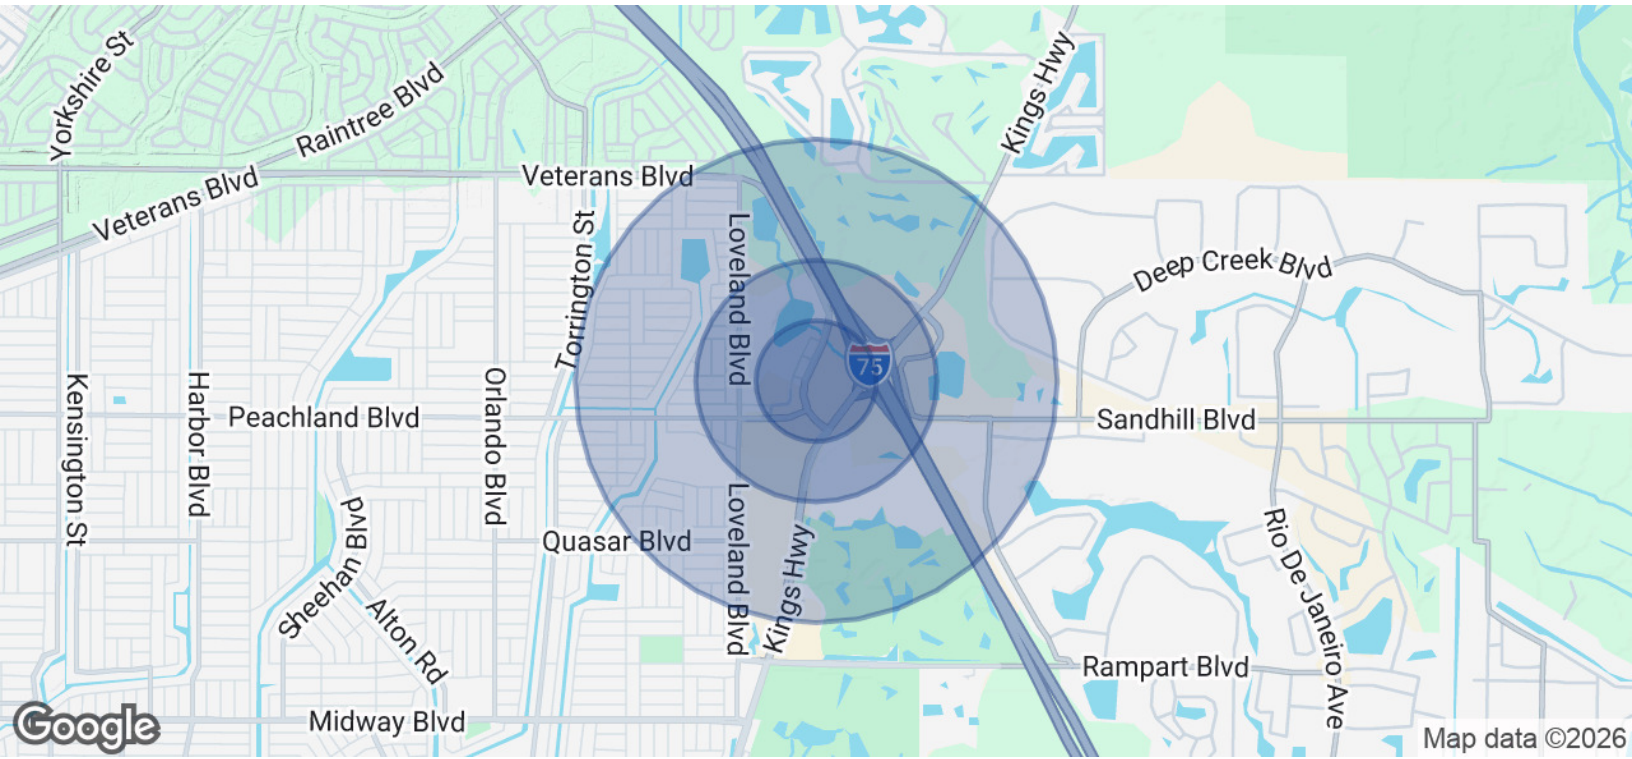 Yorkshire St
Raintree Blvd
Kings Hwy
Veterans Blvd
Veterans Blvd
Torrington St
Loveland Blvd
Deep Creek Blvd
75
Kensington St
Harbor Blvd
Peachland Blvd
Orlando Blvd
Sandhill Blvd
Sheehan Blvd
Quasar Blvd
Loveland Blvd
Kings Hwy
Rio De Janeiro Ave
Alton Rd
Rampart Blvd
Midway Blvd
Google
Map data ©2026